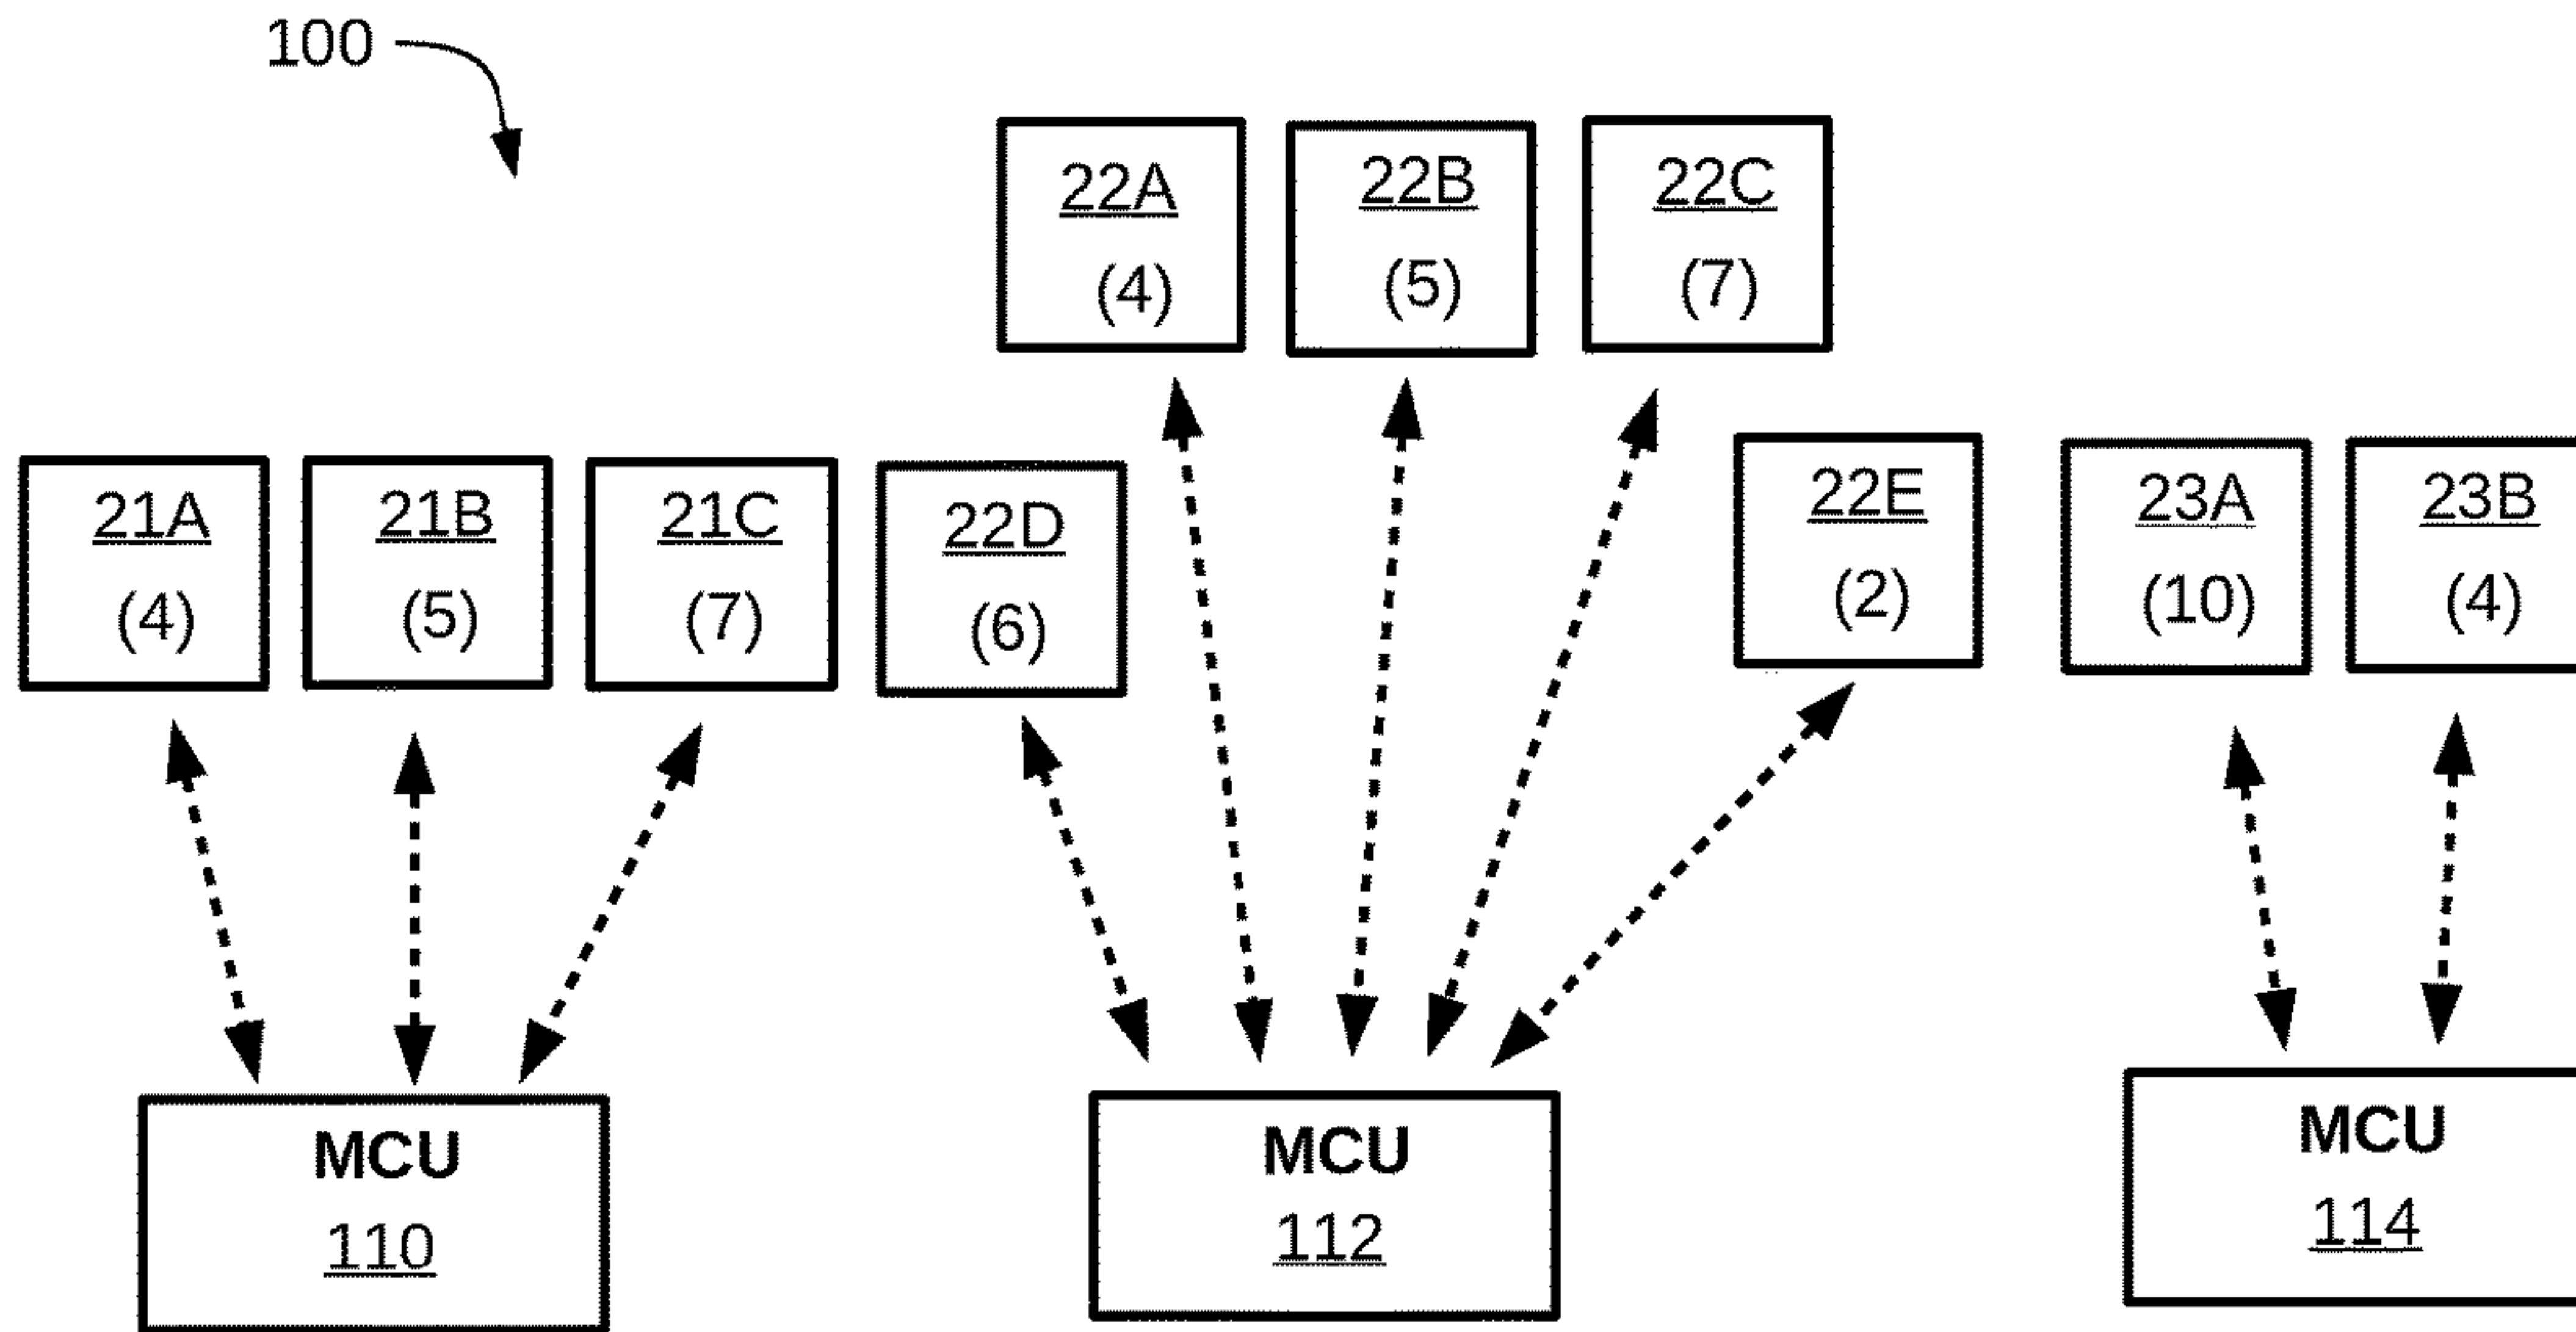 100
22A
(4)
22B
(5)
22C
(7)
21A
(4)
21B
(5)
21C
(7)
22D
(6)
22E
(2)
23A
(10)
23B
(4)
MCU
110
MCU
112
MCU
114